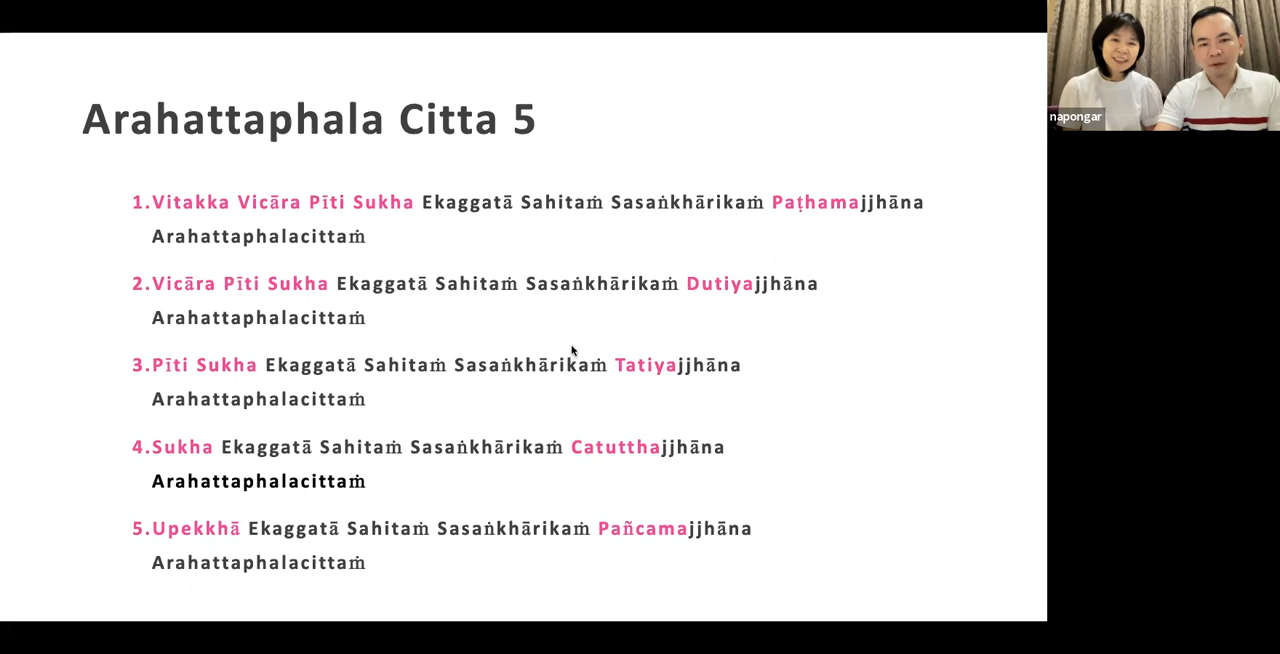 Arahattaphala Citta 5
1.Vitakka Vicāra Pīti Sukha Ekaggatā Sahitaṁ Sasaṅkhārikaṁ Paṭhamajjhāna
Arahattaphalacittaṁ
2.Vicāra Pīti Sukha Ekaggatā Sahitaṁ Sasaṅkhārikaṁ Dutiyajjhāna
Arahattaphalacittaṁ
3.Pīti Sukha Ekaggatā Sahitaṁ Sasaṅkhārikaṁ Tatiyajjhāna
Arahattaphalacittaṁ
4.Sukha Ekaggatā Sahitaṁ Sasaṅkhārikaṁ Catutthajjhāna
Arahattaphalacittaṁ
5.Upekkhā Ekaggatā Sahitaṁ Sasaṅkhārikaṁ Pañcamajjhāna
Arahattaphalacittaṁ
napongar